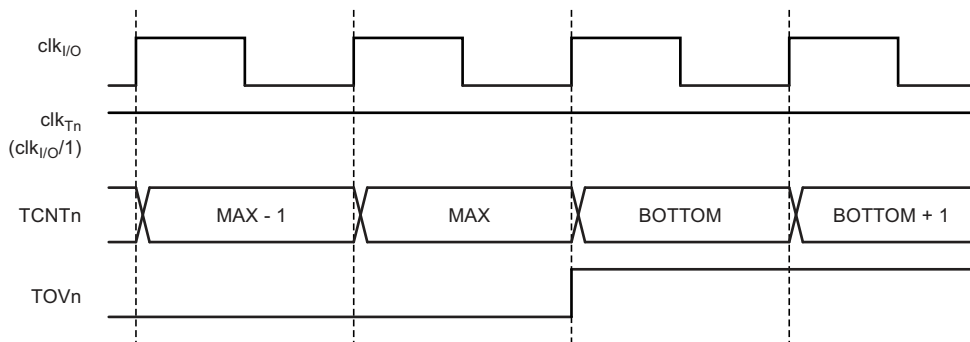 clkI/O
clkTn
(clkI/O/1)
TCNTn MAX - 1 MAX BOTTOM BOTTOM + 1
TOVn